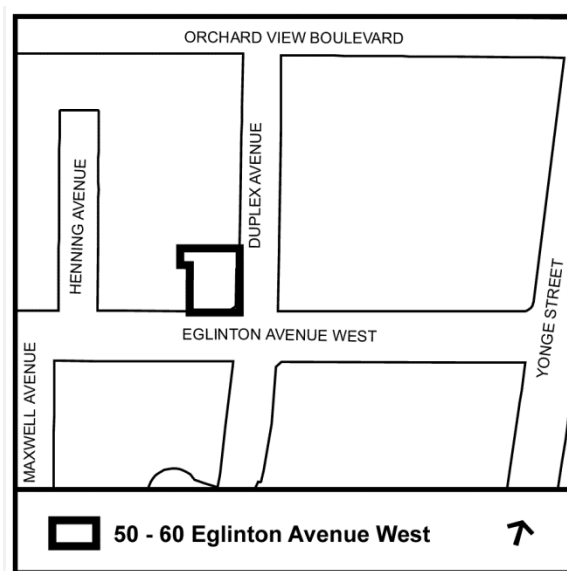 ORCHARD VIEW BOULEVARD
HENNING AVENUE
DUPLEX AVENUE
EGLINTON AVENUE WEST
YONGE STREET
MAXWELL AVENUE
50 - 60 Eglinton Avenue West